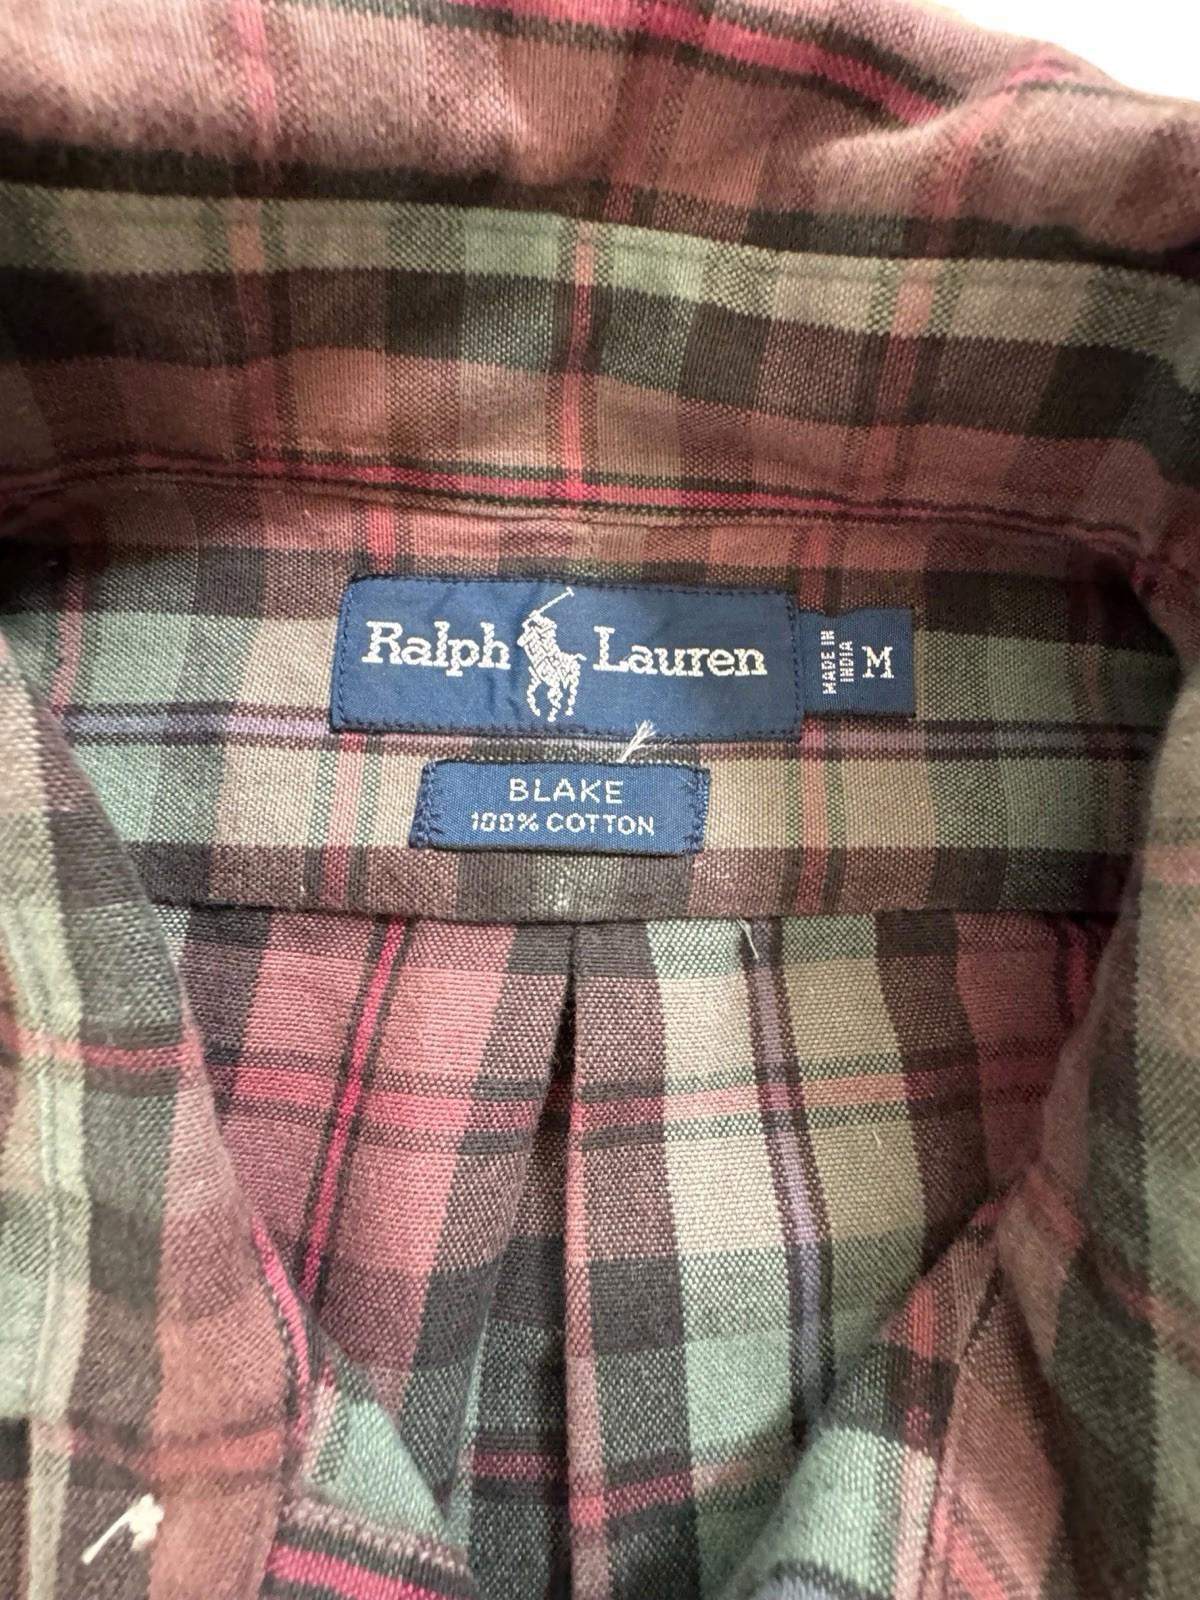 Ralph Lauren
MADE IN
INDIA
M
BLAKE
100% COTTON